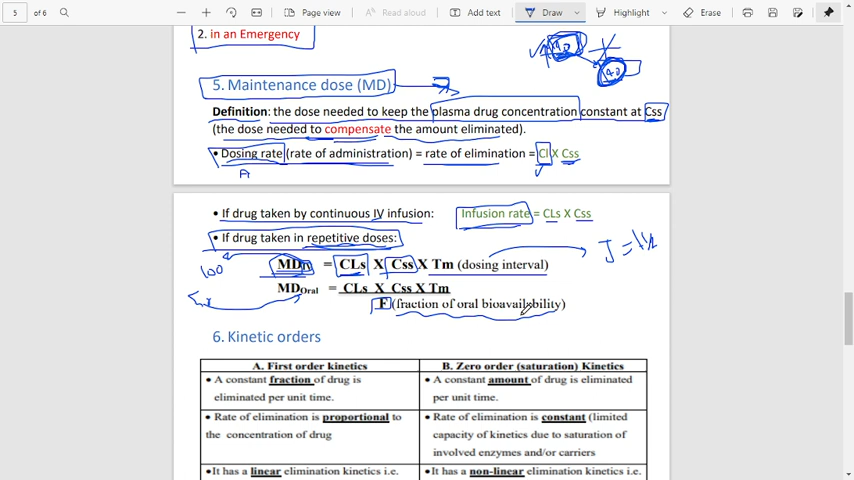 5 of 6 Page view Read aloud Add text Draw Highlight Erase
2. in an Emergency
5. Maintenance dose (MD)
Definition: the dose needed to keep the plasma drug concentration constant at Css
(the dose needed to compensate the amount eliminated).
• Dosing rate (rate of administration) = rate of elimination = Cl X Css
• If drug taken by continuous IV infusion: Infusion rate = CLs X Css
• If drug taken in repetitive doses:
100
= CLs X Css X Tm (dosing interval)
MDOral = CLs X Css X Tm
F (fraction of oral bioavailability)
6. Kinetic orders
A. First order kinetics B. Zero order (saturation) Kinetics
• A constant fraction of drug is
eliminated per unit time.
• A constant amount of drug is eliminated
per unit time.
• Rate of elimination is proportional to
the concentration of drug
• Rate of elimination is constant (limited
capacity of kinetics due to saturation of
involved enzymes and/or carriers
• It has a linear elimination kinetics i.e.
• It has a non-linear elimination kinetics i.e.